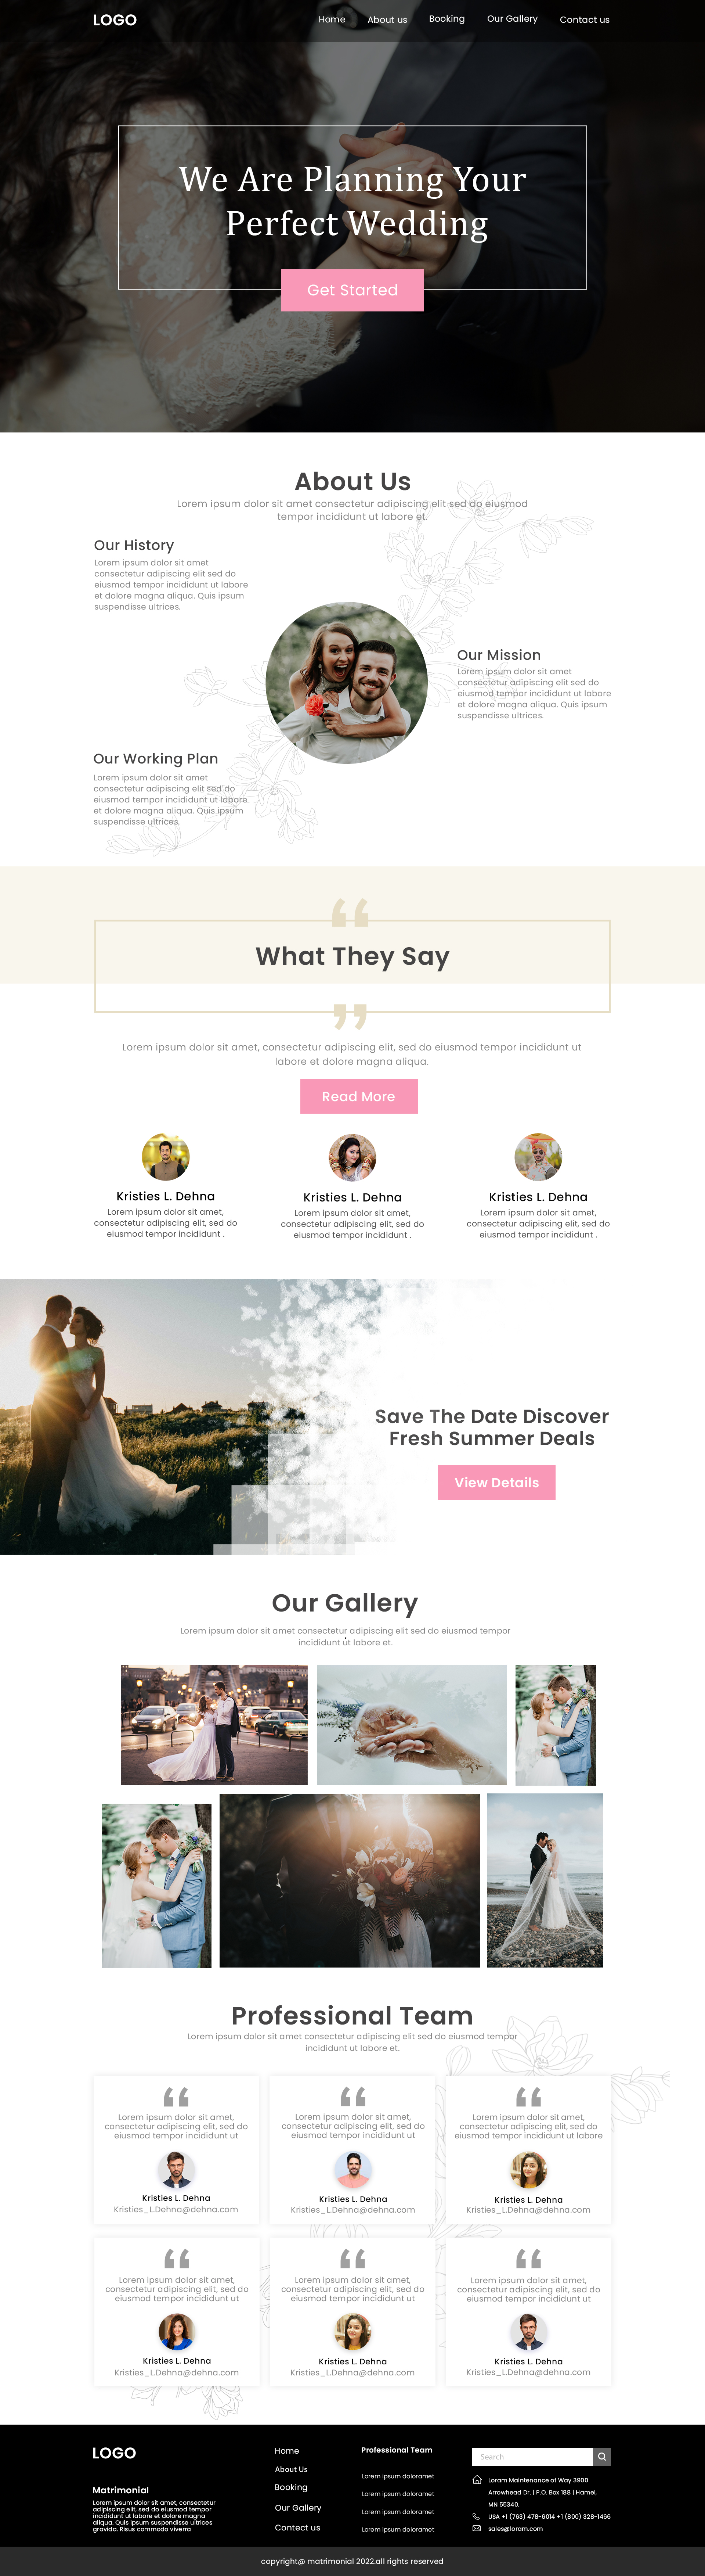 LOGO
Home
About us
Booking
Our Gallery
Contact us
We Are Planning Your
Perfect Wedding
Get Started
About Us
Lorem ipsum dolor sit amet consectetur adipiscing elit sed do eiusmod
tempor incididunt ut labore et.
Our History
Lorem ipsum dolor sit amet
consectetur adipiscing elit sed do
eiusmod tempor incididunt ut labore
et dolore magna aliqua. Quis ipsum
suspendisse ultrices.
Our Mission
Lorem ipsum dolor sit amet
consectetur adipiscing elit sed do
eiusmod tempor incididunt ut labore
et dolore magna aliqua. Quis ipsum
suspendisse ultrices.
Our Working Plan
Lorem ipsum dolor sit amet
consectetur adipiscing elit sed do
eiusmod tempor incididunt ut labore
et dolore magna aliqua. Quis ipsum
suspendisse ultrices.
What They Say
Lorem ipsum dolor sit amet, consectetur adipiscing elit, sed do eiusmod tempor incididunt ut
labore et dolore magna aliqua.
Read More
Kristies L. Dehna
Lorem ipsum dolor sit amet,
consectetur adipiscing elit, sed do
eiusmod tempor incididunt .
Kristies L. Dehna
Lorem ipsum dolor sit amet,
consectetur adipiscing elit, sed do
eiusmod tempor incididunt .
Kristies L. Dehna
Lorem ipsum dolor sit amet,
consectetur adipiscing elit, sed do
eiusmod tempor incididunt .
Save The Date Discover
Fresh Summer Deals
View Details
Our Gallery
Lorem ipsum dolor sit amet consectetur adipiscing elit sed do eiusmod tempor
incididunt ut labore et.
Professional Team
Lorem ipsum dolor sit amet consectetur adipiscing elit sed do eiusmod tempor
incididunt ut labore et.
Lorem ipsum dolor sit amet,
consectetur adipiscing elit, sed do
eiusmod tempor incididunt ut
Kristies L. Dehna
Kristies_L.Dehna@dehna.com
Lorem ipsum dolor sit amet,
consectetur adipiscing elit, sed do
eiusmod tempor incididunt ut
Kristies L. Dehna
Kristies_L.Dehna@dehna.com
Lorem ipsum dolor sit amet,
consectetur adipiscing elit, sed do
eiusmod tempor incididunt ut labore
Kristies L. Dehna
Kristies_L.Dehna@dehna.com
Lorem ipsum dolor sit amet,
consectetur adipiscing elit, sed do
eiusmod tempor incididunt ut
Kristies L. Dehna
Kristies_L.Dehna@dehna.com
Lorem ipsum dolor sit amet,
consectetur adipiscing elit, sed do
eiusmod tempor incididunt ut
Kristies L. Dehna
Kristies_L.Dehna@dehna.com
Lorem ipsum dolor sit amet,
consectetur adipiscing elit, sed do
eiusmod tempor incididunt ut
Kristies L. Dehna
Kristies_L.Dehna@dehna.com
LOGO
Matrimonial
Lorem ipsum dolor sit amet, consectetur
adipiscing elit, sed do eiusmod tempor
incididunt ut labore et dolore magna
aliqua. Quis ipsum suspendisse ultrices
gravida. Risus commodo viverra
Home
About Us
Booking
Our Gallery
Contect us
Professional Team
Lorem ipsum doloramet
Lorem ipsum doloramet
Lorem ipsum doloramet
Lorem ipsum doloramet
Search
Loram Maintenance of Way 3900
Arrowhead Dr. | P.O. Box 188 | Hamel,
MN 55340.
USA +1 (763) 478-6014 +1 (800) 328-1466
sales@loram.com
copyright@ matrimonial 2022.all rights reserved